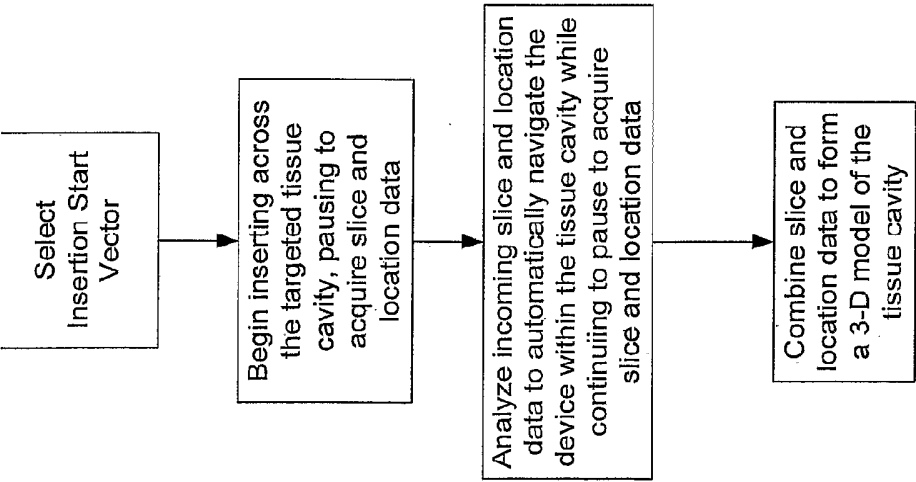 Select
Insertion Start
Vector
Begin inserting across
the targeted tissue
cavity, pausing to
acquire slice and
location data
Analyze incoming slice and location
data to automatically navigate the
device within the tissue cavity while
continuing to pause to acquire
slice and location data
Combine slice and
location data to form
a 3-D model of the
tissue cavity